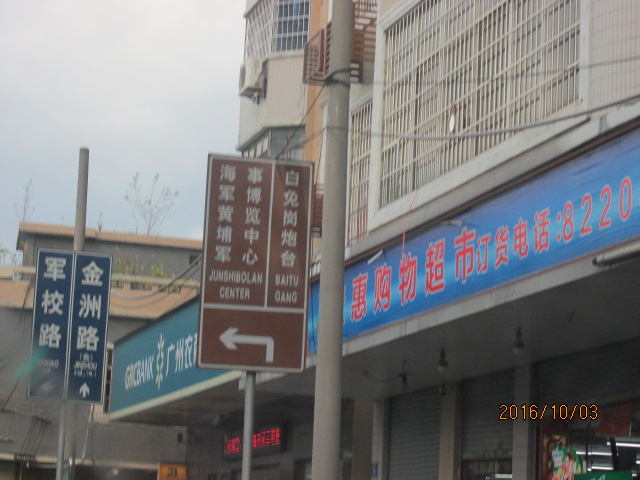 军校路
金洲路
(南)
JINZHOU
海军黄埔军
事博览中心
JUNSHIBOLAN
CENTER
白兔岗炮台
BAITU
GANG
GRCBANK
广州农
惠购物超市订货电话:8220
2016/10/03